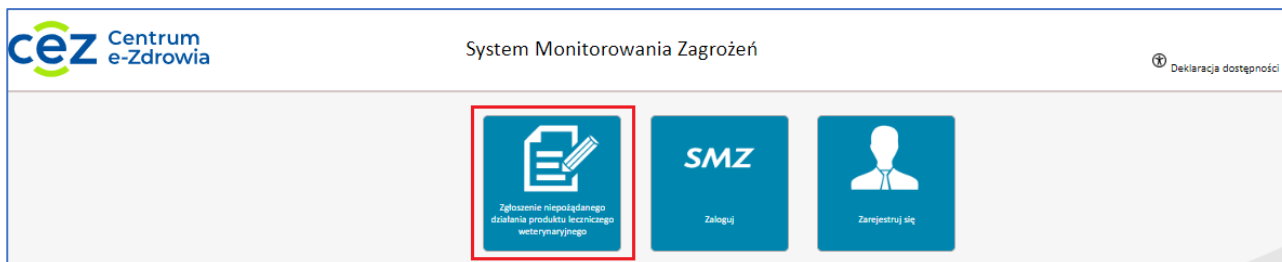 cez Centrum
e-Zdrowia
System Monitorowania Zagrożeń
Deklaracja dostępności
Zgłoszenie niepożądanego
działania produktu leczniczego
weterynaryjnego
SMZ
Zaloguj
Zarejestruj się